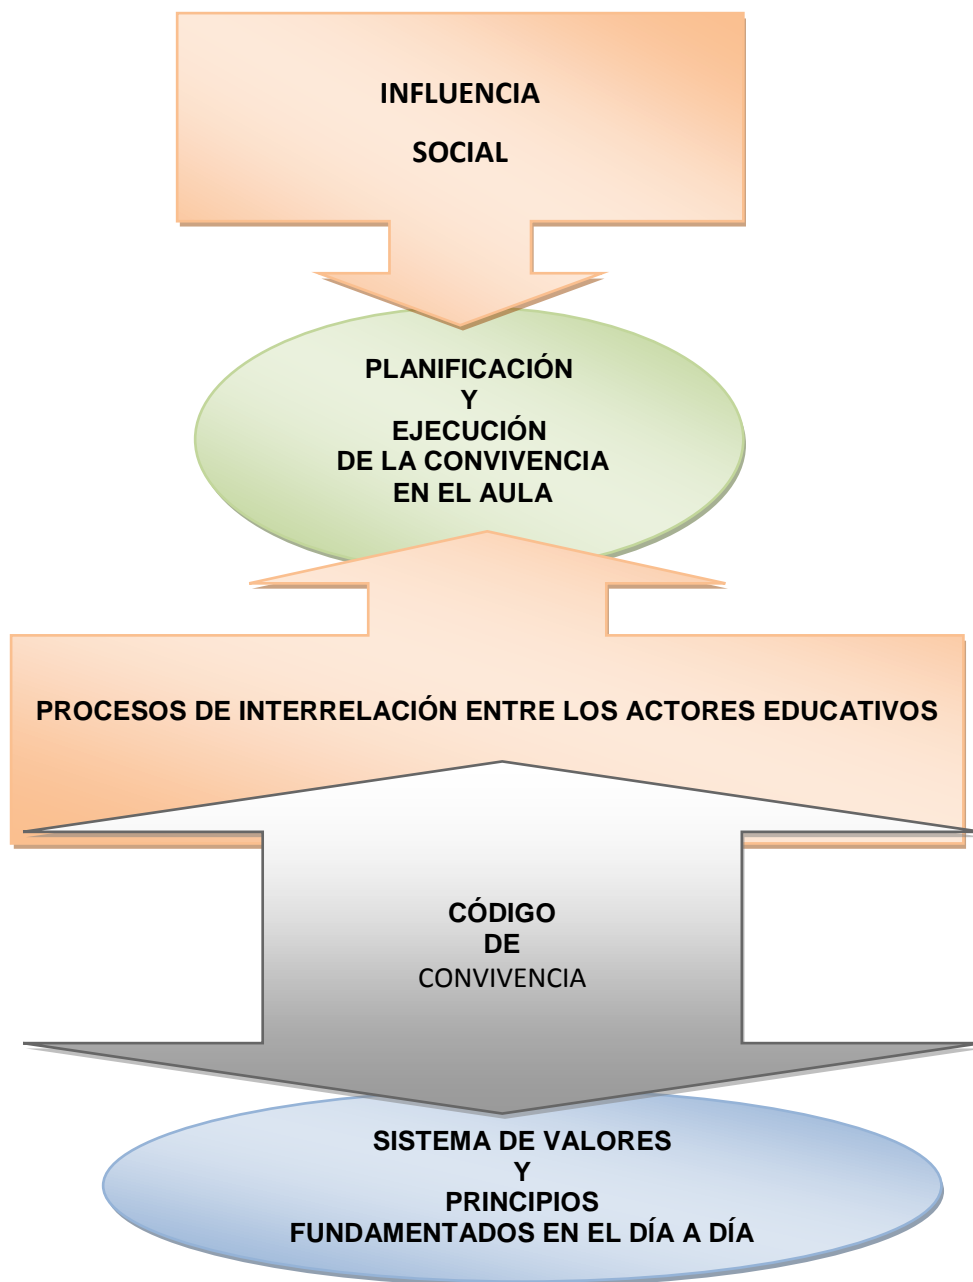 INFLUENCIA
SOCIAL
PLANIFICACIÓN
Y
EJECUCIÓN
DE LA CONVIVENCIA
EN EL AULA
PROCESOS DE INTERRELACIÓN ENTRE LOS ACTORES EDUCATIVOS
CÓDIGO
DE
CONVIVENCIA
SISTEMA DE VALORES
Y
PRINCIPIOS
FUNDAMENTADOS EN EL DÍA A DÍA